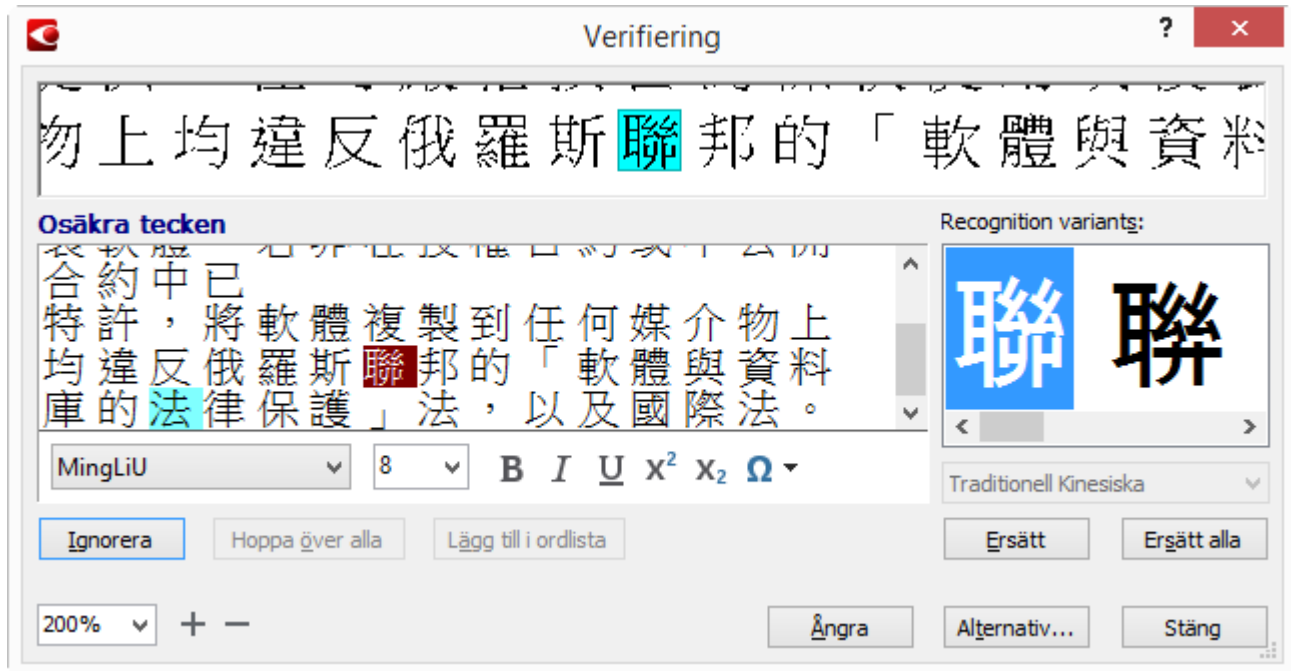 Verifiering
?
物上均違反俄羅斯聯邦的「軟體與資料
Osäkra tecken
Recognition variants:
合約中已
特許，將軟體複製到任何媒介物上
均違反俄羅斯聯邦的「軟體與資料
庫的法律保護」法，以及國際法。
聯 聨
MingLiU
8
B I U X² X₂ Ω
Traditionell Kinesiska
Ignorera
Hoppa över alla
Lägg till i ordlista
Ersätt
Ersätt alla
200%
+ −
Ångra
Alternativ...
Stäng